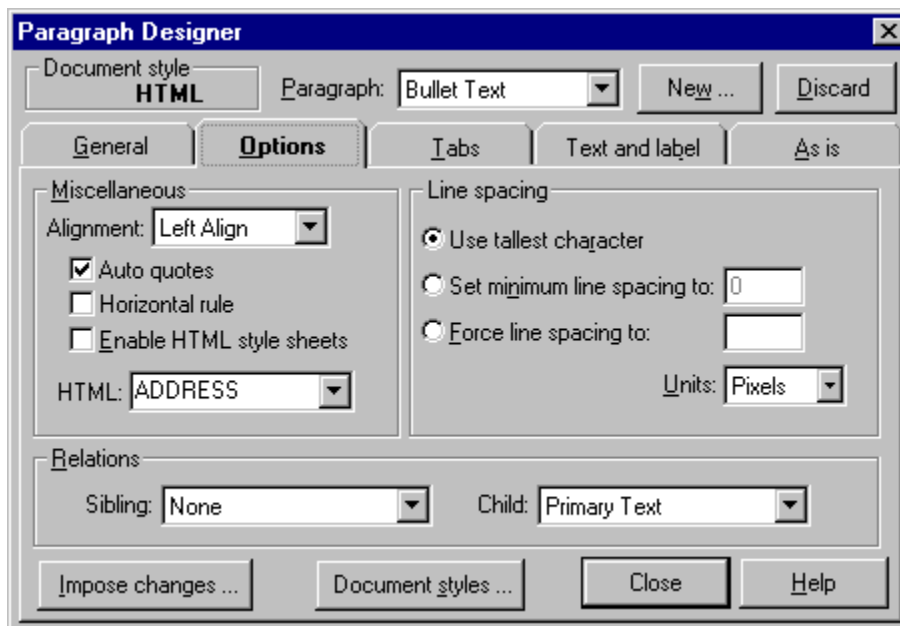 Paragraph Designer
Document style
HTML
Paragraph: Bullet Text
New ...
Discard
General
Options
Tabs
Text and label
As is
Miscellaneous
Alignment: Left Align
Auto quotes
Horizontal rule
Enable HTML style sheets
HTML: ADDRESS
Line spacing
Use tallest character
Set minimum line spacing to: 0
Force line spacing to:
Units: Pixels
Relations
Sibling: None
Child: Primary Text
Impose changes ...
Document styles ...
Close
Help